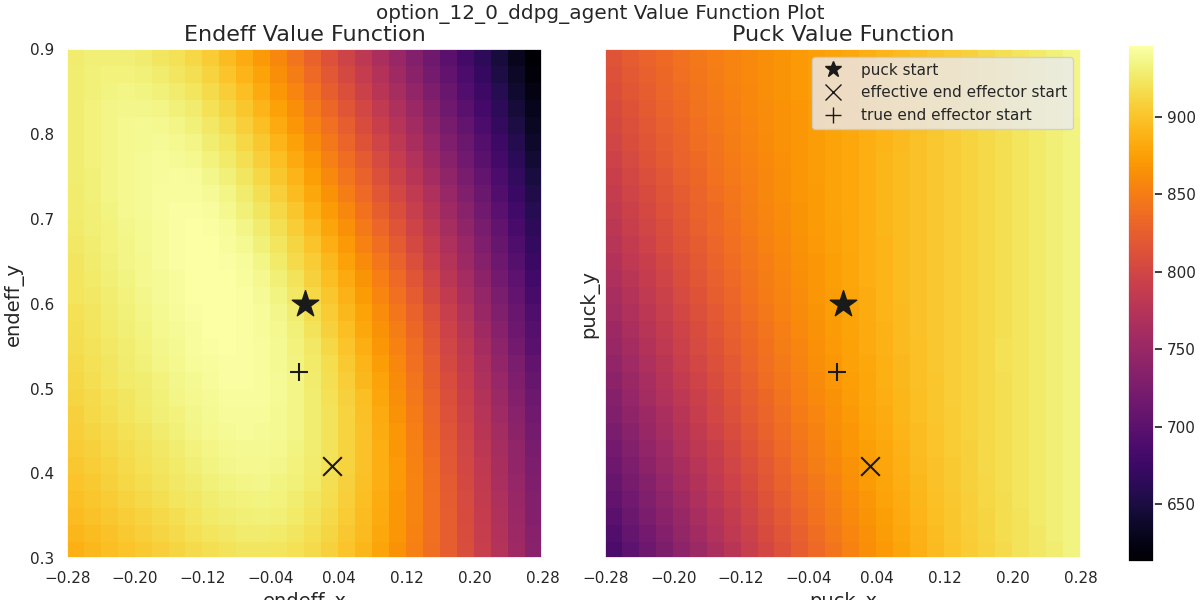 option_12_0_ddpg_agent Value Function Plot
Endeff Value Function
Puck Value Function
endeff_y
0.9
0.8
0.7
0.6
0.5
0.4
0.3
−0.28 −0.20 −0.12 −0.04 0.04 0.12 0.20 0.28
endeff_x
puck_y
puck start
effective end effector start
true end effector start
−0.28 −0.20 −0.12 −0.04 0.04 0.12 0.20 0.28
puck_x
900
850
800
750
700
650